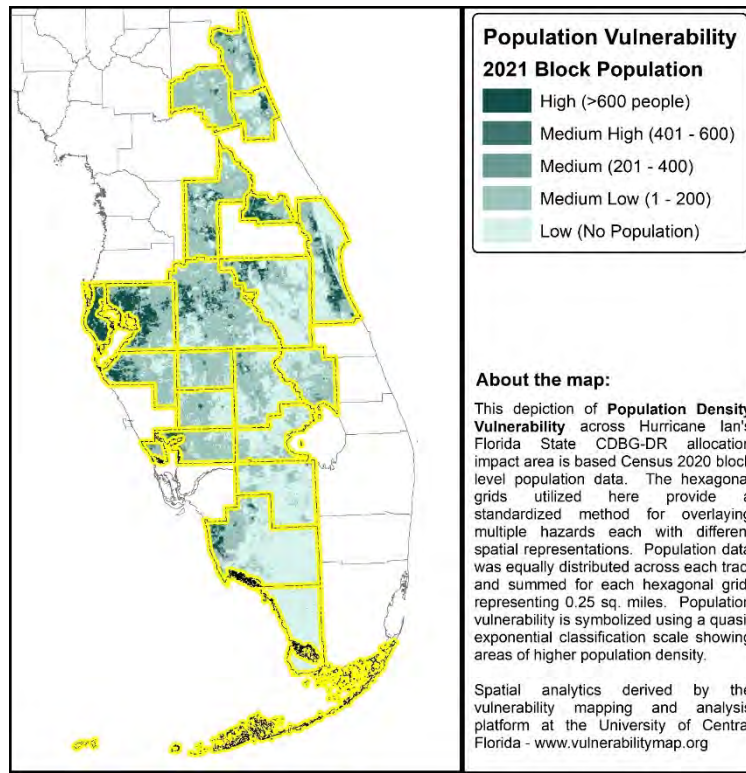 Population Vulnerability
2021 Block Population
High (>600 people)
Medium High (401 - 600)
Medium (201 - 400)
Medium Low (1 - 200)
Low (No Population)
About the map:
This depiction of Population Density
Vulnerability across Hurricane Ian's
Florida State CDBG-DR allocation
impact area is based Census 2020 block
level population data. The hexagonal
grids utilized here provide a
standardized method for overlaying
multiple hazards each with differen
spatial representations. Population data
was equally distributed across each trac
and summed for each hexagonal grid
representing 0.25 sq. miles. Population
vulnerability is symbolized using a quasi
exponential classification scale showing
areas of higher population density.
Spatial analytics derived by the
vulnerability mapping and analysis
platform at the University of Centra
Florida - www.vulnerabilitymap.org